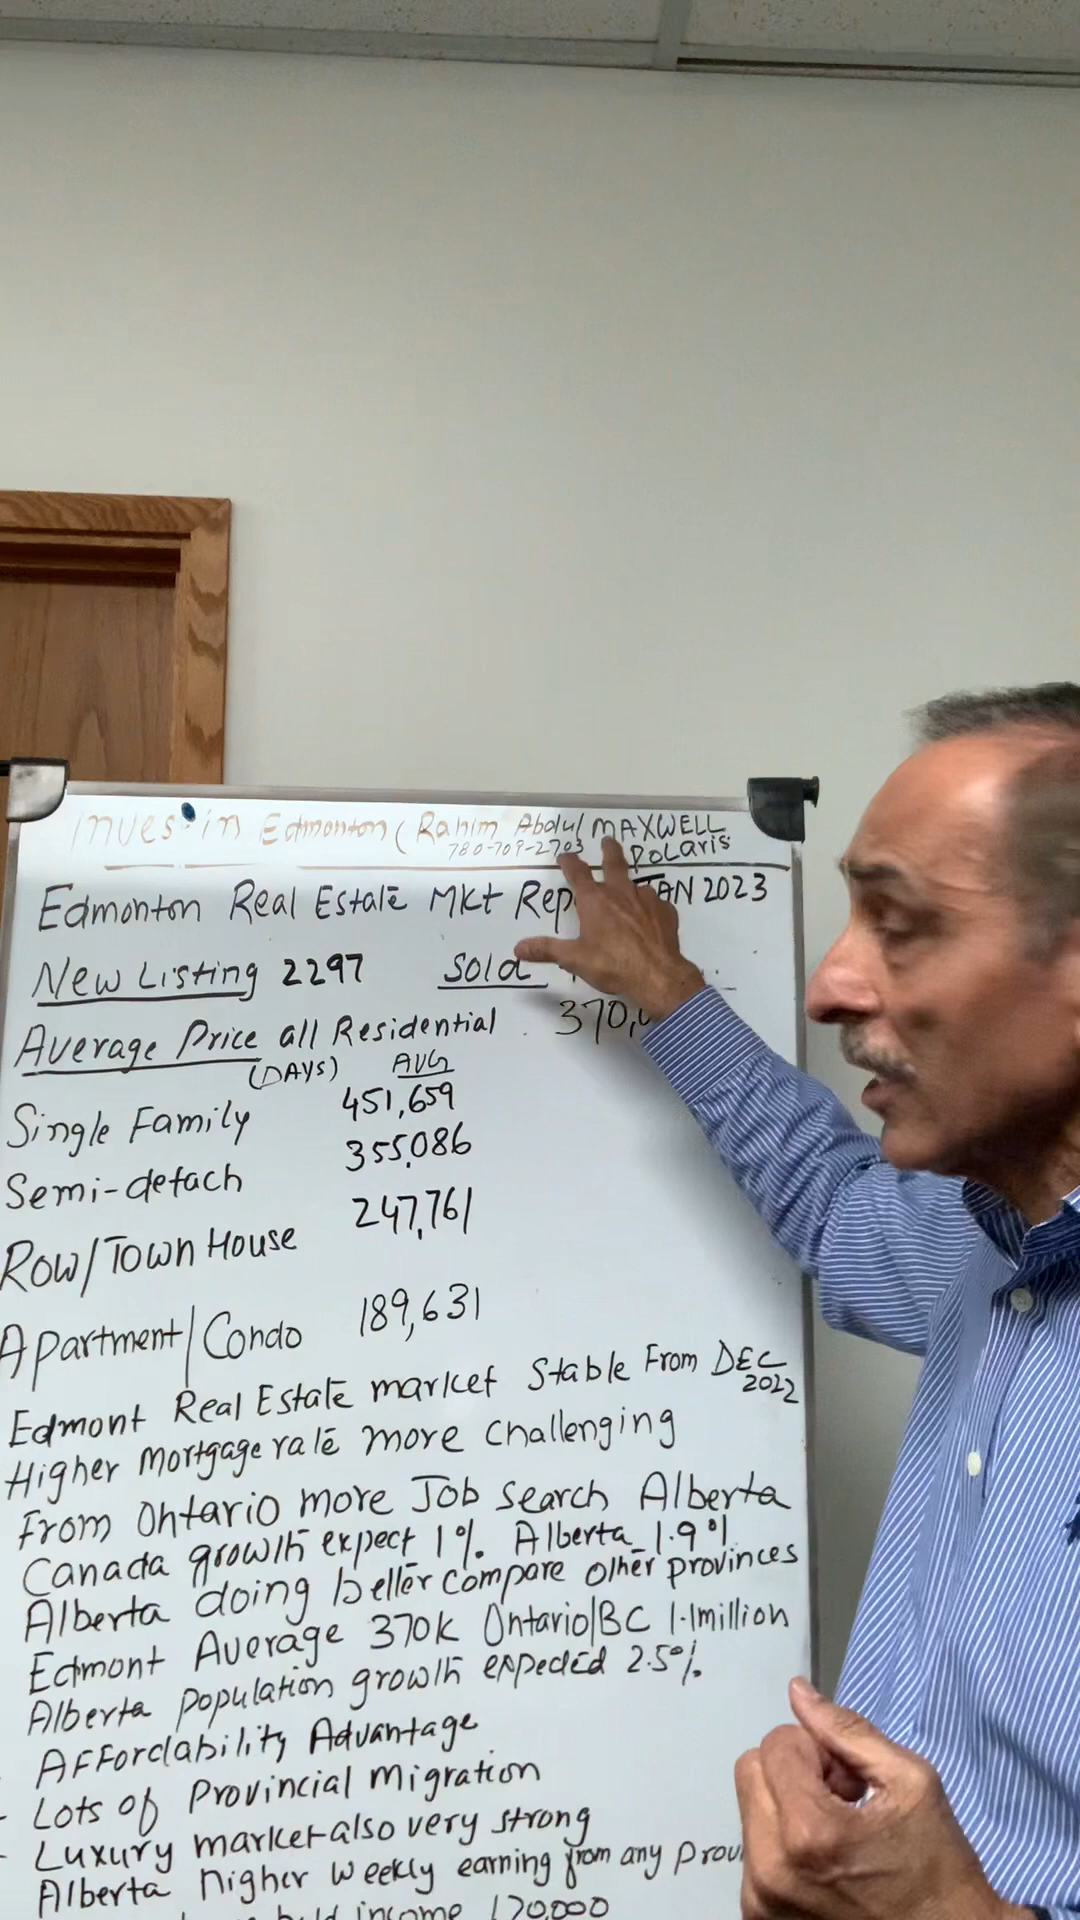 Inves in Edmonton (Rahim Abdul MAXWELL
780-709-2703 POLARIS
Edmonton Real Estate Mkt Rep JAN 2023
New Listing 2297 Sold
Average Price all Residential 370,
(DAYS) AVG
Single Family 451,659
Semi-detach 355,086
Row/Town House 247,761
Apartment/Condo 189,631
Edmont Real Estate market Stable From DEC
2022
Higher Mortgage rate more challenging
From Ontario more Job search Alberta
Canada growth expect 1%. Alberta 1.9%
Alberta doing better compare other provinces
Edmont Average 370K Ontario/BC 1.1million
Alberta population growth expected 2.5%.
- Affordability Advantage
- Lots of Provincial migration
- Luxury market also very strong
Alberta higher weekly earning from any Prov
income 170,000